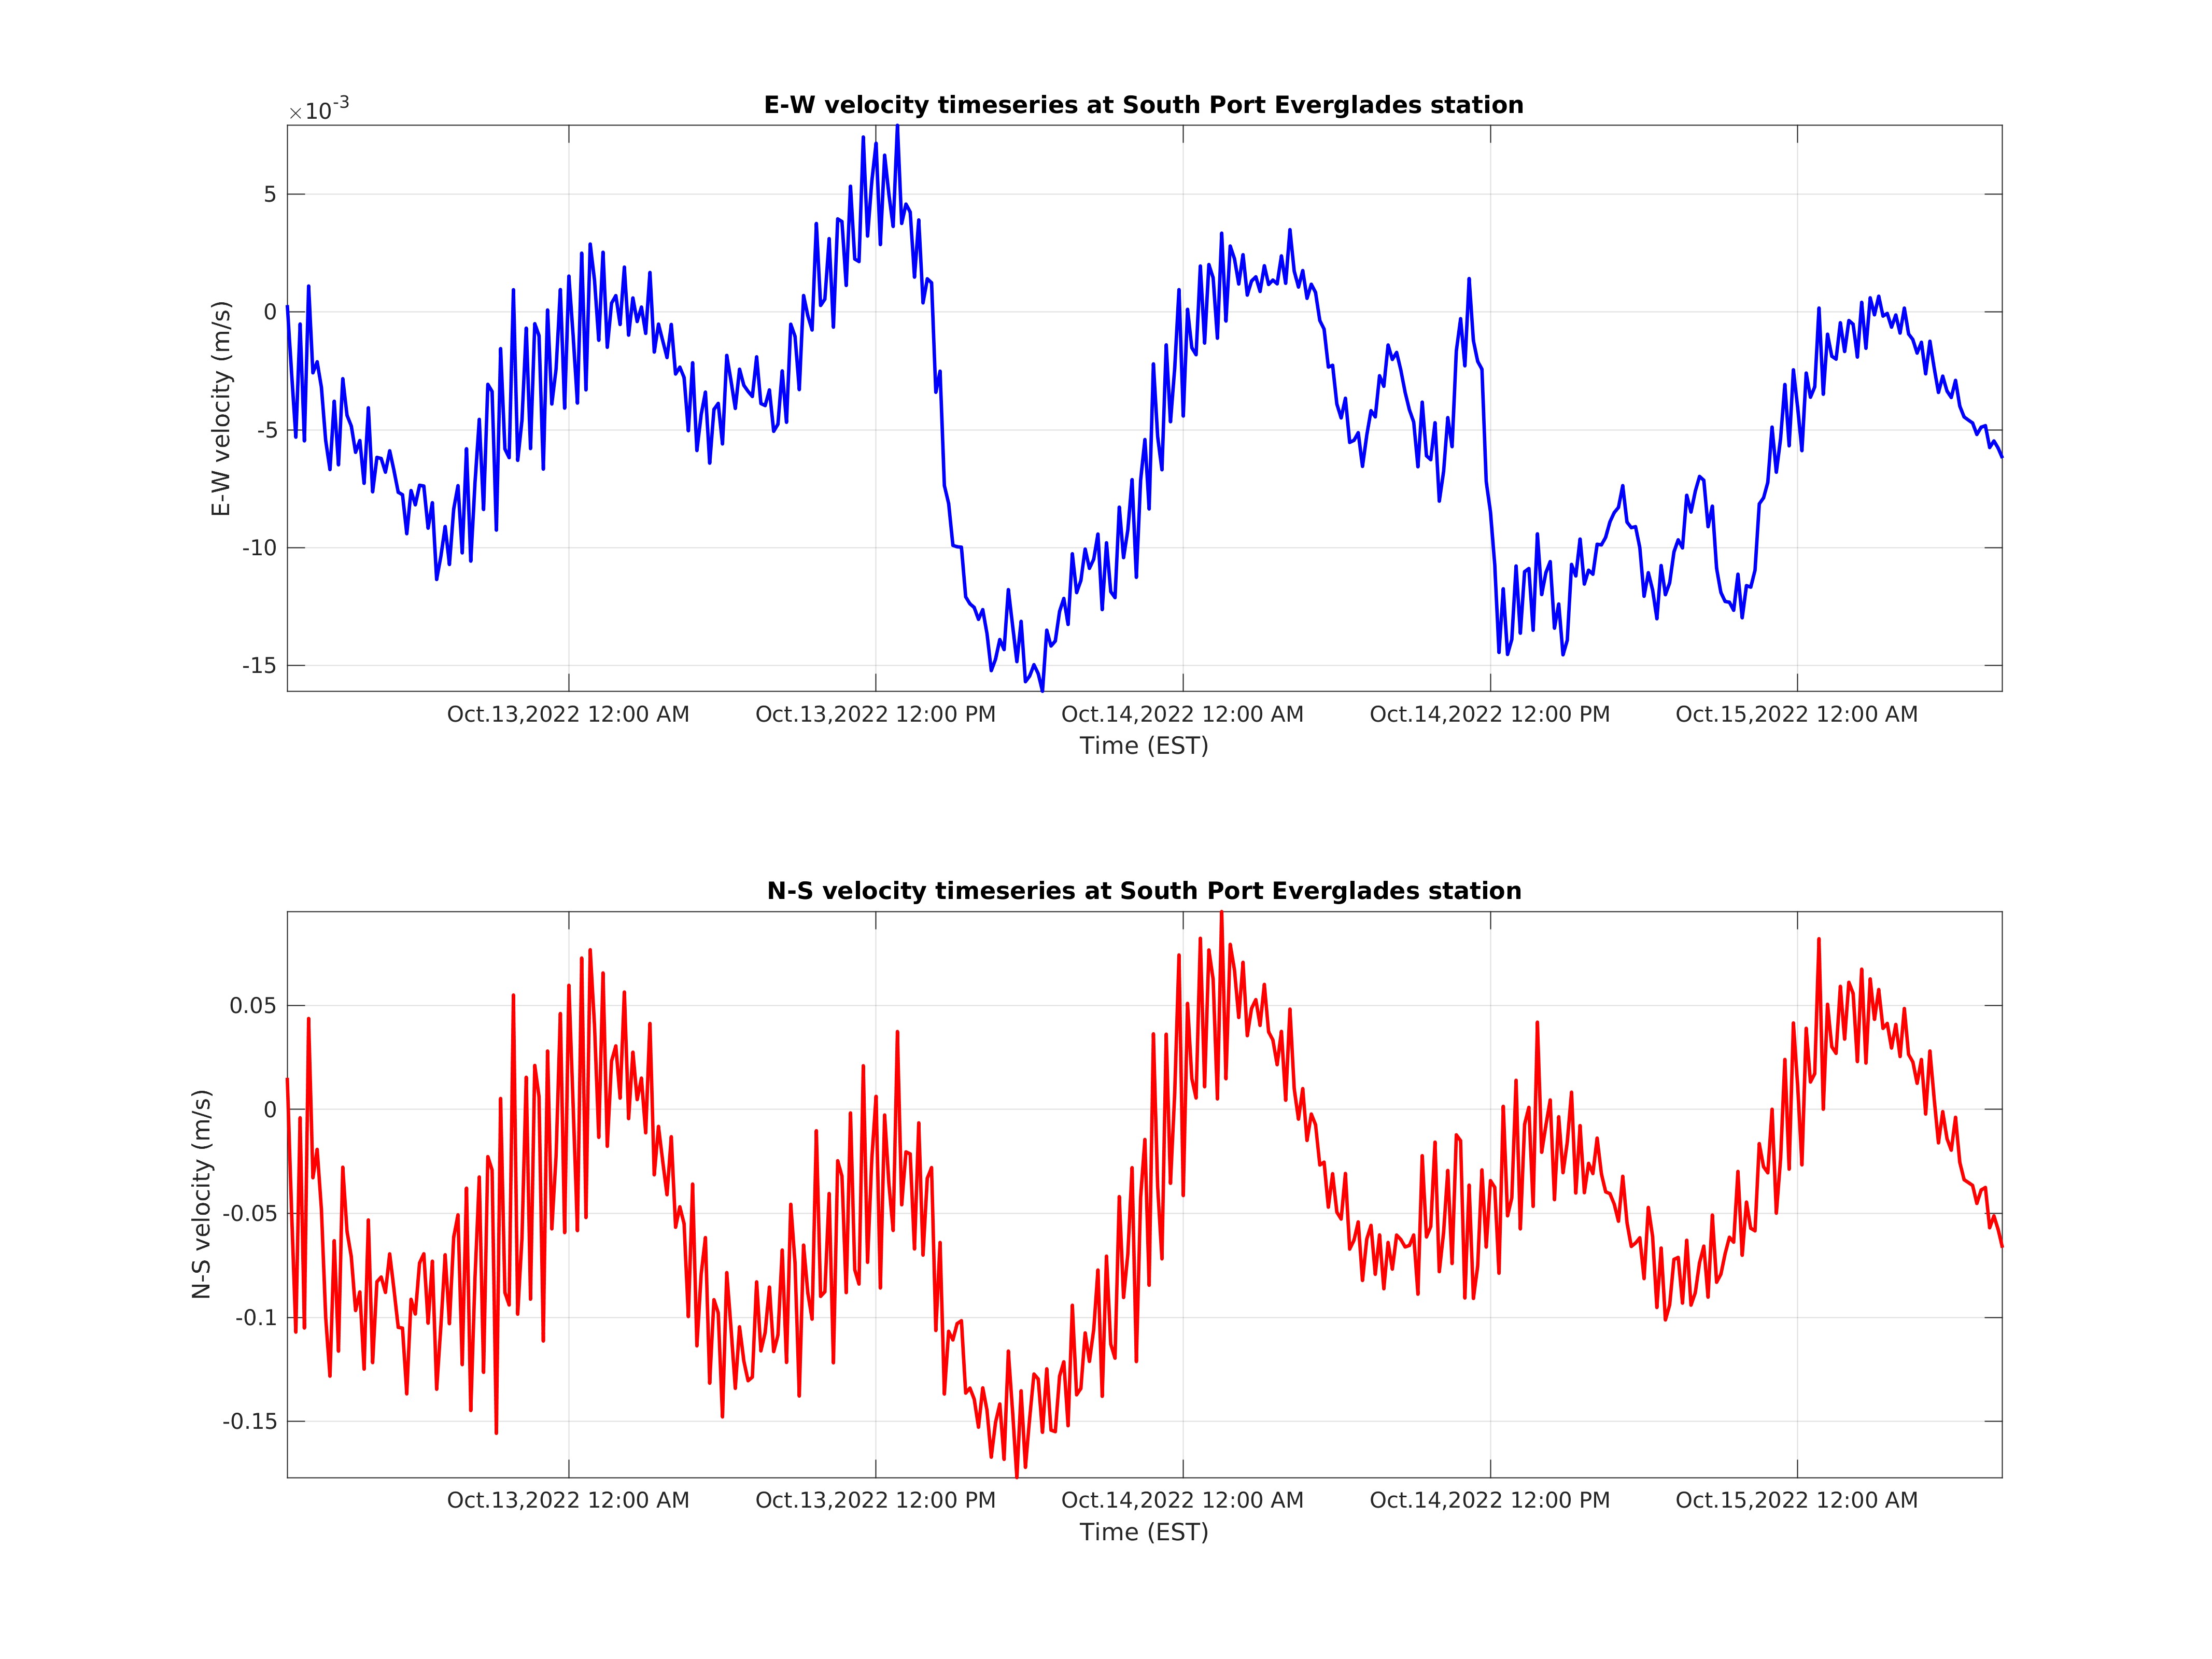 ×10-3
E-W velocity timeseries at South Port Everglades station
5
0
-5
-10
-15
E-W velocity (m/s)
Oct.13,2022 12:00 AM
Oct.13,2022 12:00 PM
Oct.14,2022 12:00 AM
Oct.14,2022 12:00 PM
Oct.15,2022 12:00 AM
Time (EST)
N-S velocity timeseries at South Port Everglades station
0.05
0
-0.05
-0.1
-0.15
N-S velocity (m/s)
Oct.13,2022 12:00 AM
Oct.13,2022 12:00 PM
Oct.14,2022 12:00 AM
Oct.14,2022 12:00 PM
Oct.15,2022 12:00 AM
Time (EST)